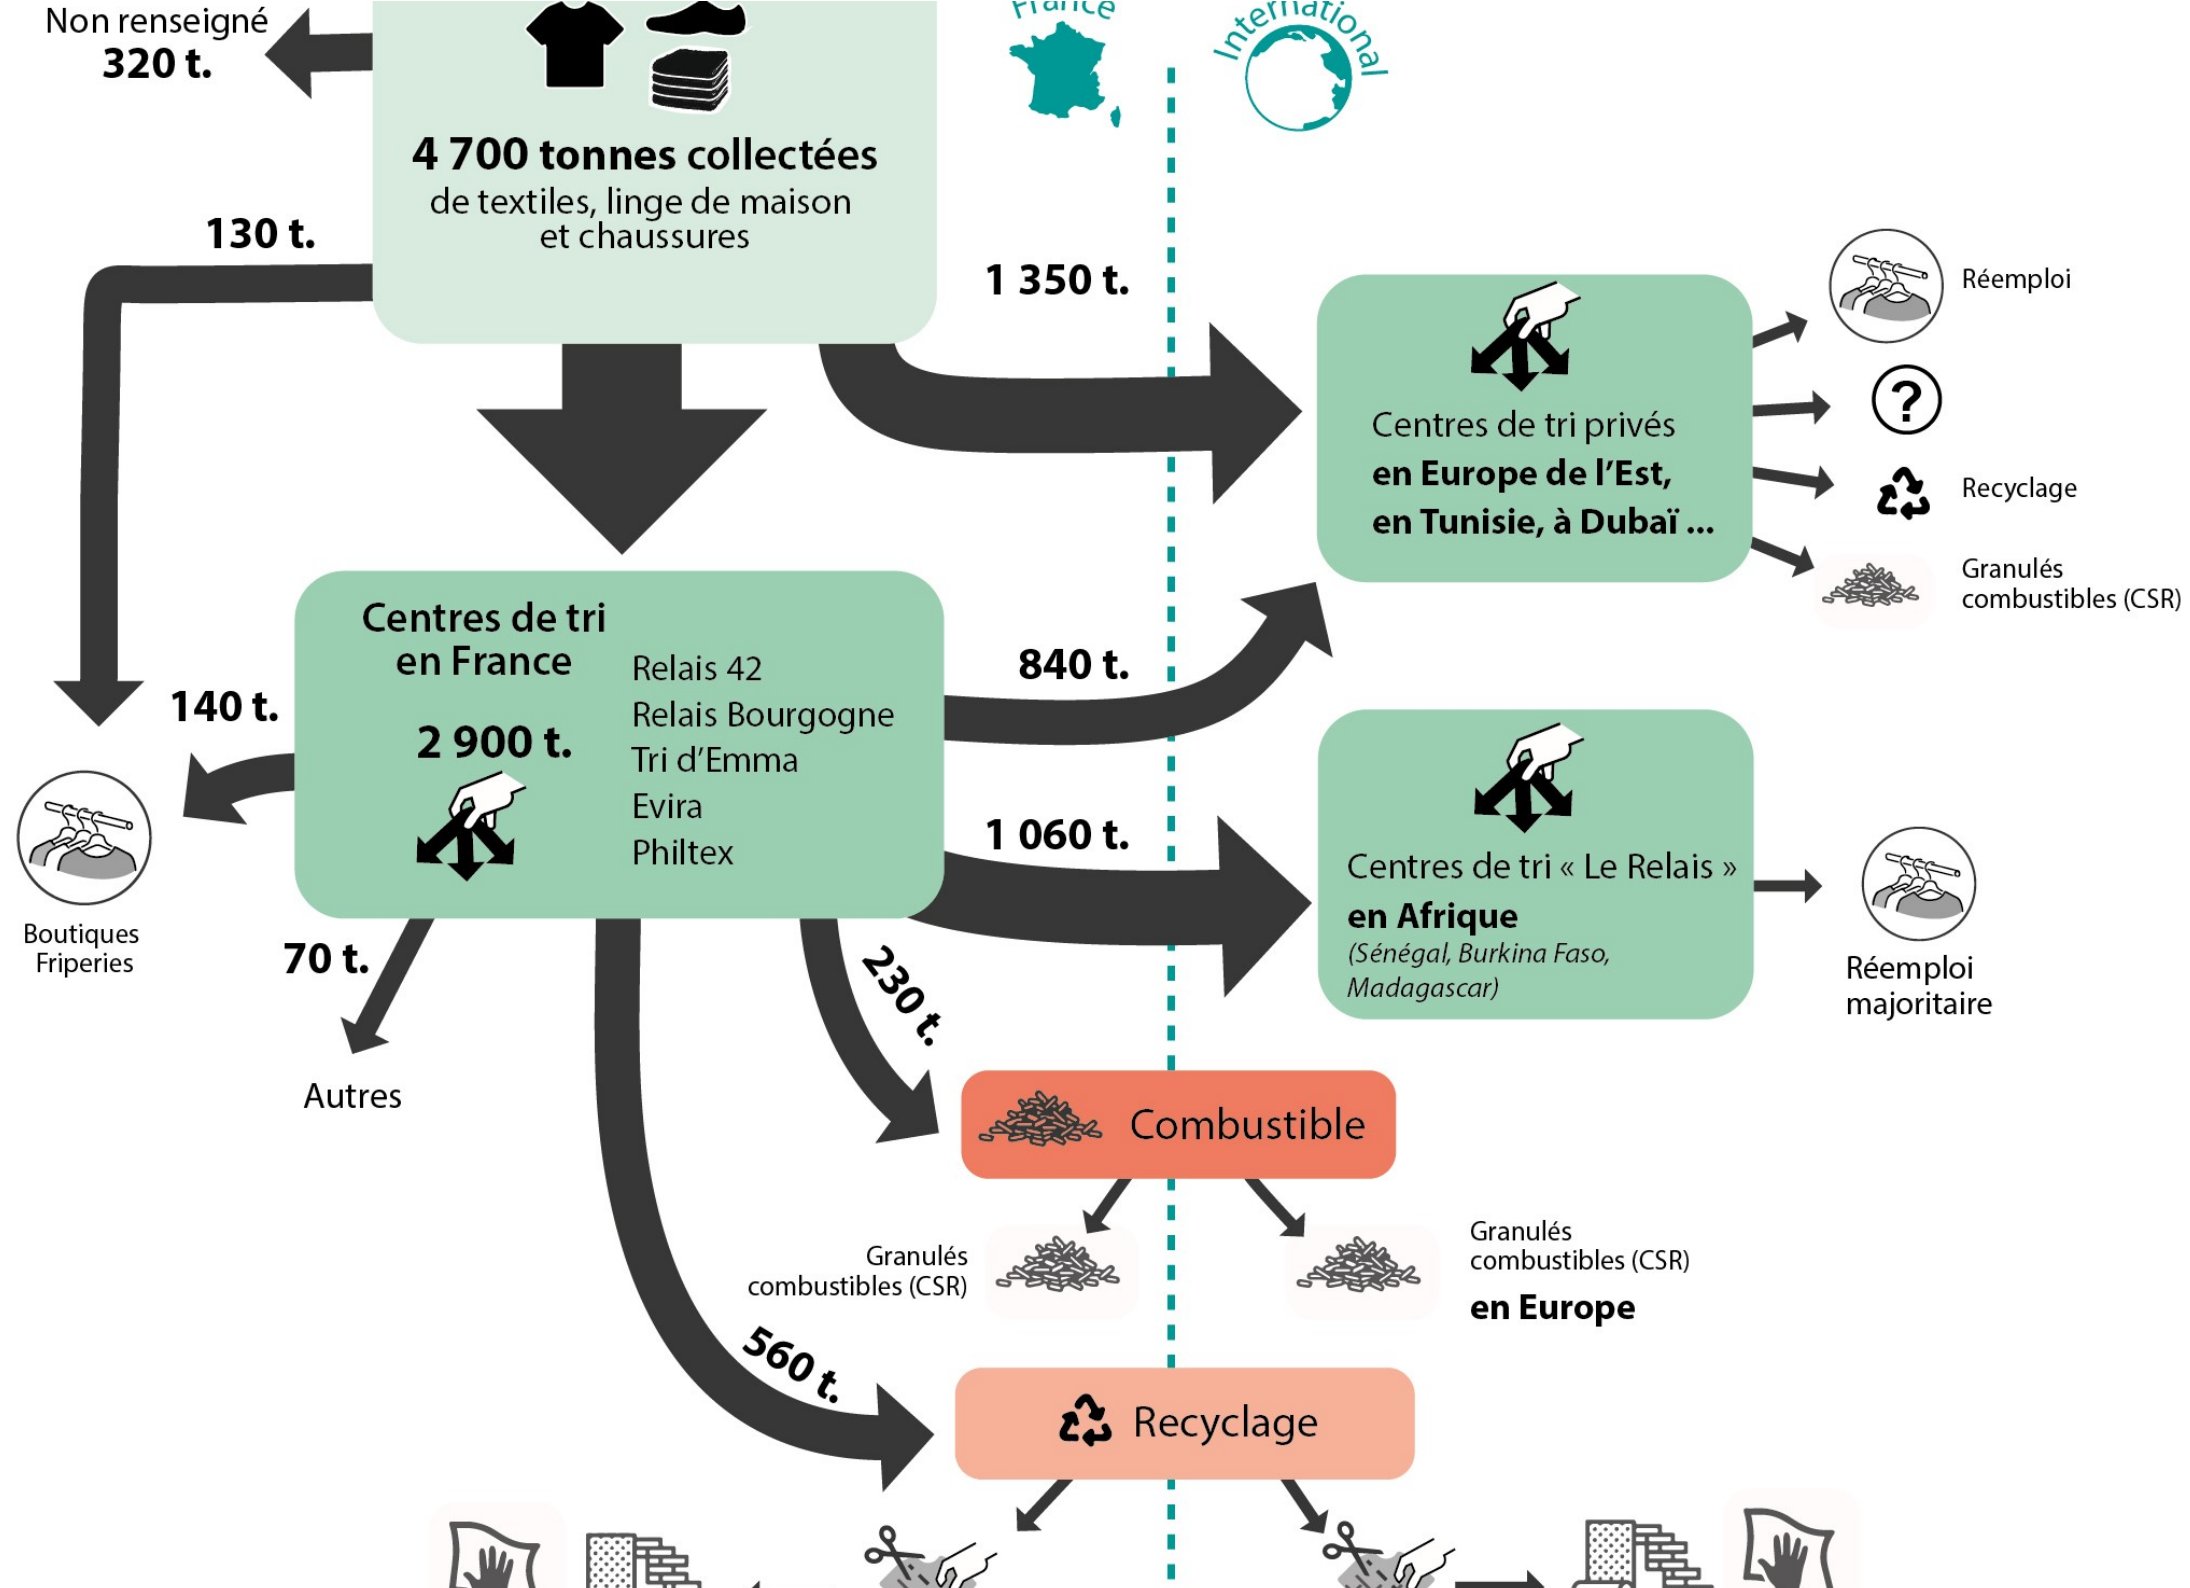 Non renseigné
320 t.
France
International
4 700 tonnes collectées
de textiles, linge de maison
et chaussures
130 t.
1 350 t.
Centres de tri privés
en Europe de l'Est,
en Tunisie, à Dubaï ...
Réemploi
?
Recyclage
Granulés
combustibles (CSR)
Centres de tri
en France
2 900 t.
Relais 42
Relais Bourgogne
Tri d'Emma
Evira
Philtex
140 t.
Boutiques
Friperies
840 t.
1 060 t.
Centres de tri « Le Relais »
en Afrique
(Sénégal, Burkina Faso,
Madagascar)
Réemploi
majoritaire
70 t.
Autres
230 t.
Combustible
Granulés
combustibles (CSR)
Granulés
combustibles (CSR)
en Europe
560 t.
Recyclage